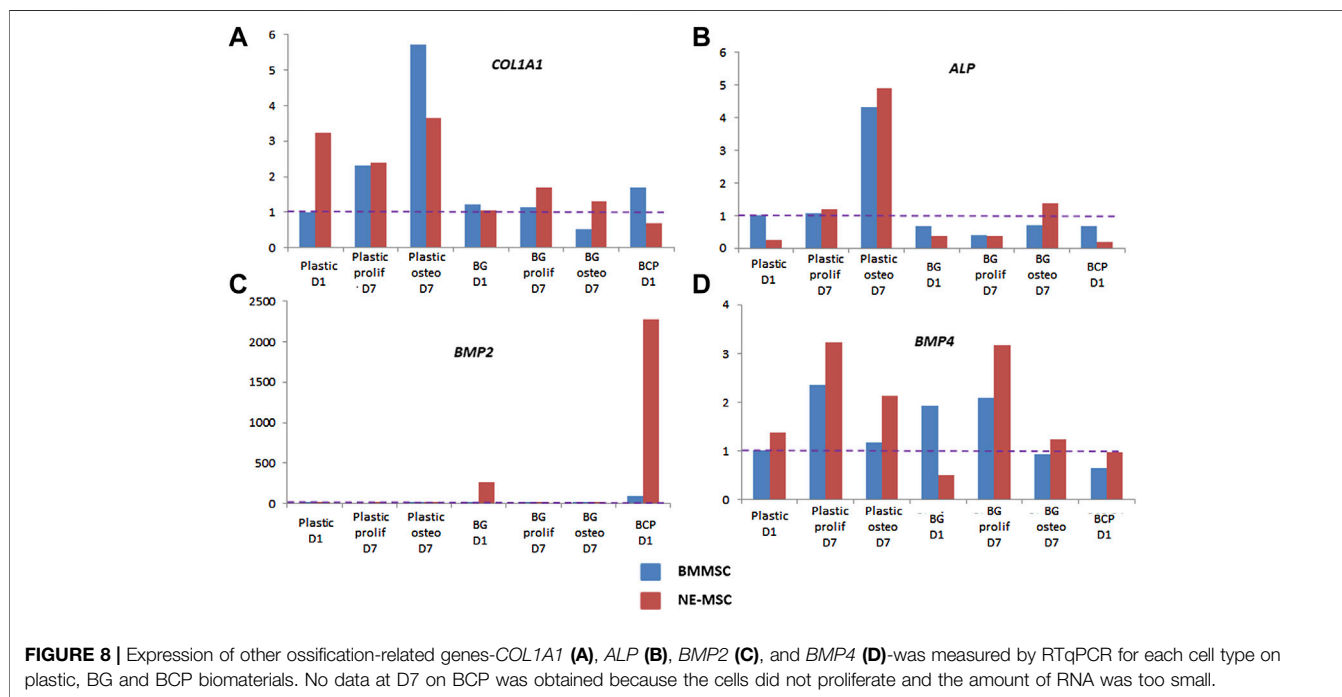 A
COL1A1
6
5
4
3
2
1
0
Plastic D1
Plastic prolif D7
Plastic osteo D7
BG D1
BG prolif D7
BG osteo D7
BCP D1
B
ALP
6
5
4
3
2
1
0
Plastic D1
Plastic prolif D7
Plastic osteo D7
BG D1
BG prolif D7
BG osteo D7
BCP D1
C
BMP2
2500
2000
1500
1000
500
0
Plastic D1
Plastic prolif D7
Plastic osteo D7
BG D1
BG prolif D7
BG osteo D7
BCP D1
D
BMP4
4
3
2
1
0
Plastic D1
Plastic prolif D7
Plastic osteo D7
BG D1
BG prolif D7
BG osteo D7
BCP D1
BMMSC
NE-MSC
FIGURE 8 | Expression of other ossification-related genes-COL1A1 (A), ALP (B), BMP2 (C), and BMP4 (D)-was measured by RTqPCR for each cell type on
plastic, BG and BCP biomaterials. No data at D7 on BCP was obtained because the cells did not proliferate and the amount of RNA was too small.